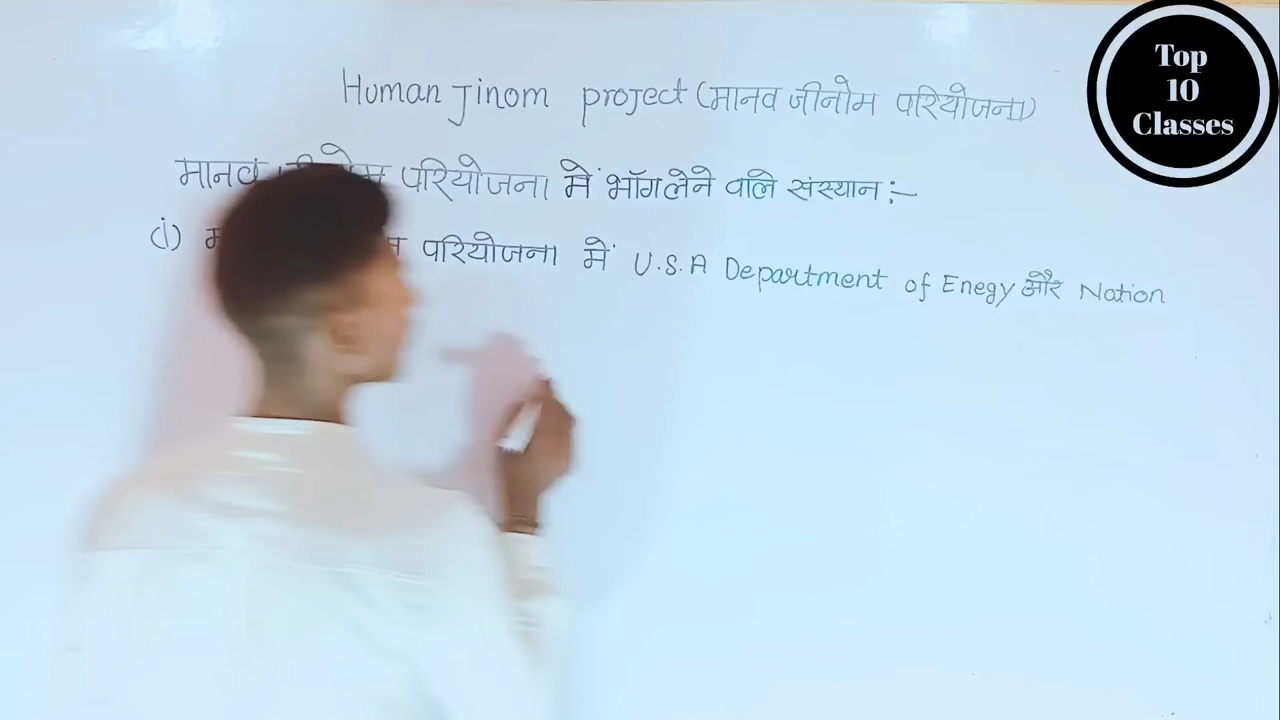 Top
10
Classes
Human Jinom project (मानव जीनोम परियोजना)
मानव परियोजना में भॉग लेने वाले संस्थान :-
(i) परियोजना में U.S.A Department of Enegy और Nation